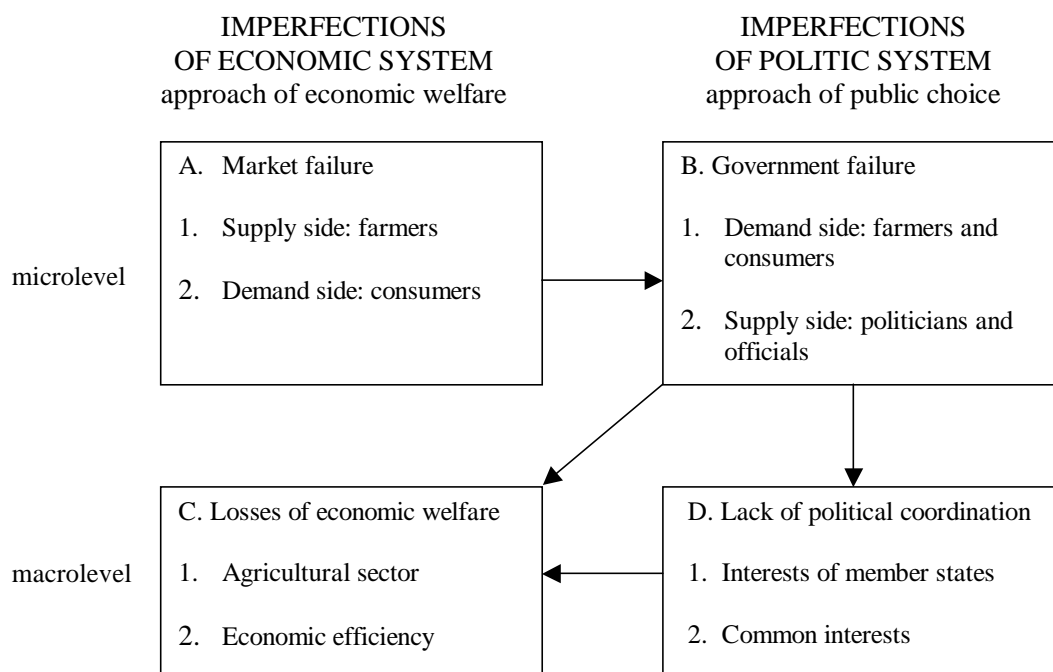 IMPERFECTIONS
OF ECONOMIC SYSTEM
approach of economic welfare
IMPERFECTIONS
OF POLITIC SYSTEM
approach of public choice
microlevel
A. Market failure
1. Supply side: farmers
2. Demand side: consumers
B. Government failure
1. Demand side: farmers and
consumers
2. Supply side: politicians and
officials
macrolevel
C. Losses of economic welfare
1. Agricultural sector
2. Economic efficiency
D. Lack of political coordination
1. Interests of member states
2. Common interests